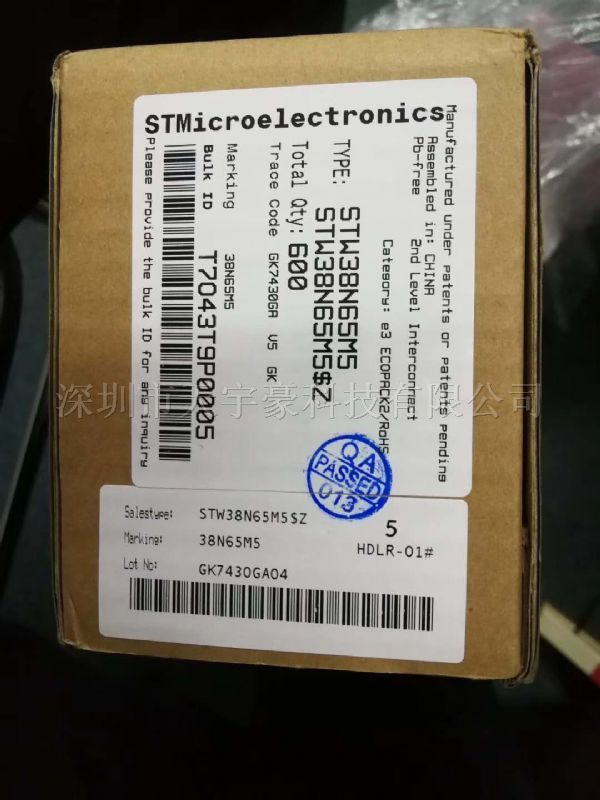 Manufactured under patents or patents pending
Assembled in: CHINA
Pb-free
2nd Level Interconnect
Category: e3 ECOPACK2/RoHS
STMicroelectronics
TYPE: STW38N65M5
STW38N65M5$Z
Total Qty: 600
Trace Code GK7430GA V5 GK
Marking 38N65M5
Bulk ID T7043T9P0005
Please provide the bulk ID for any inquiry
深圳市天宇豪科技有限公司
QA
PASSED
013
Salestype: STW38N65M5$Z
Marking: 38N65M5
Lot No: GK7430GA04
5
HDLR-01#